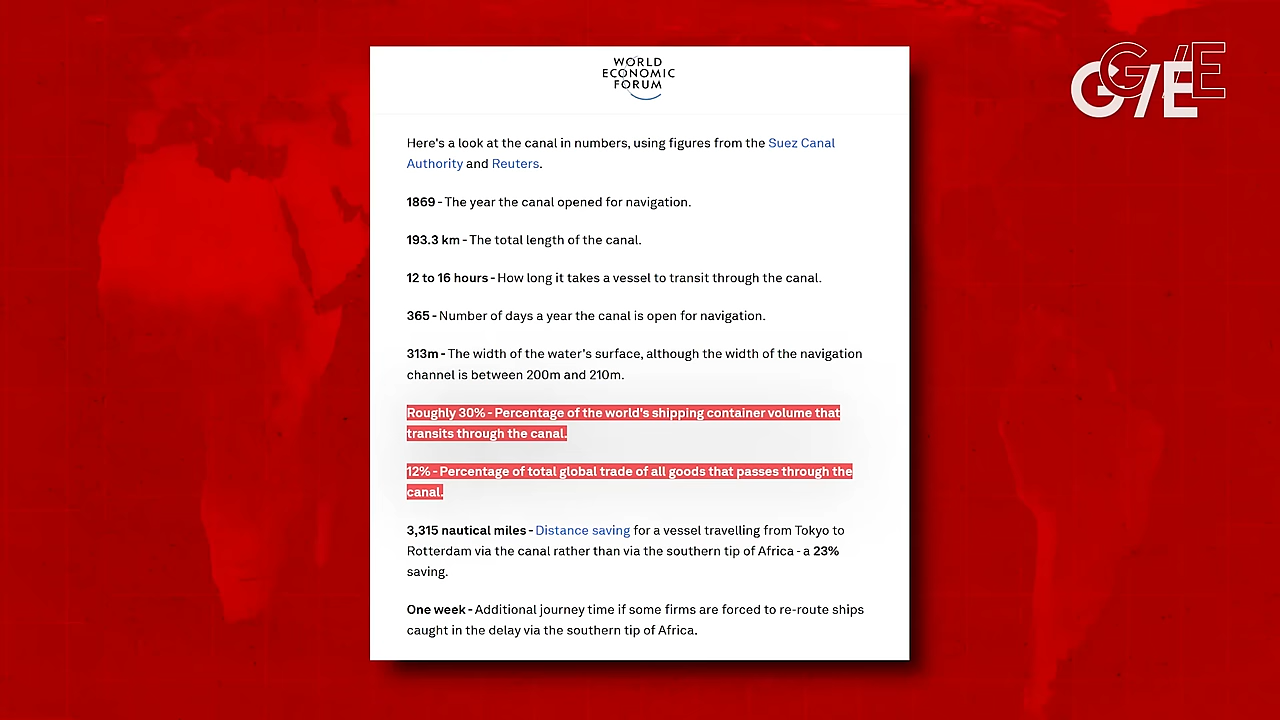 WORLD
ECONOMIC
FORUM
G/E
G/E
Here's a look at the canal in numbers, using figures from the Suez Canal
Authority and Reuters.
1869 - The year the canal opened for navigation.
193.3 km - The total length of the canal.
12 to 16 hours - How long it takes a vessel to transit through the canal.
365 - Number of days a year the canal is open for navigation.
313m - The width of the water's surface, although the width of the navigation
channel is between 200m and 210m.
Roughly 30% - Percentage of the world's shipping container volume that
transits through the canal.
12% - Percentage of total global trade of all goods that passes through the
canal.
3,315 nautical miles - Distance saving for a vessel travelling from Tokyo to
Rotterdam via the canal rather than via the southern tip of Africa - a 23%
saving.
One week - Additional journey time if some firms are forced to re-route ships
caught in the delay via the southern tip of Africa.